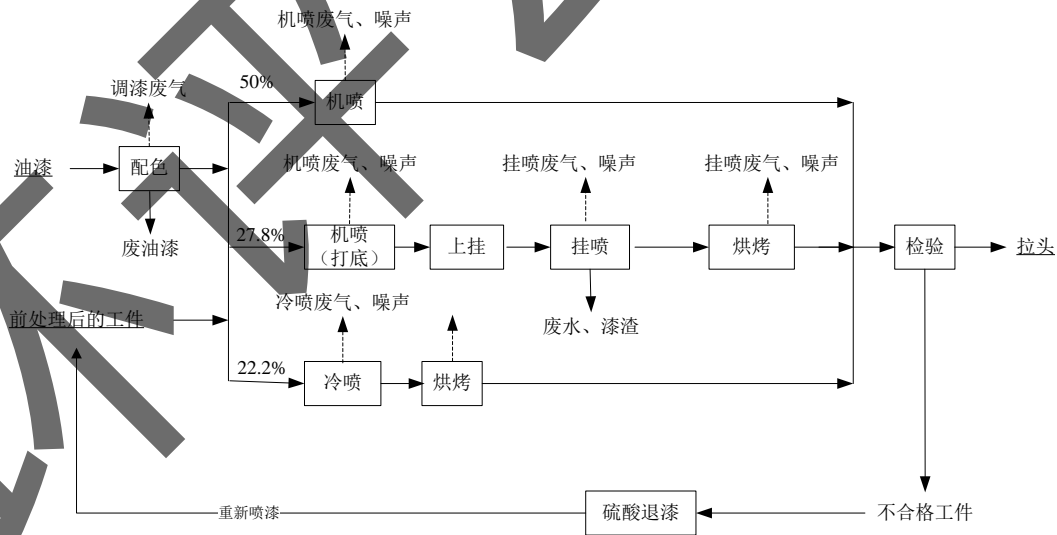 机喷废气、噪声
调漆废气
50%
机喷
油漆
配色
机喷废气、噪声
挂喷废气、噪声
挂喷废气、噪声
废油漆
27.8%
机喷
（打底）
上挂
挂喷
烘烤
检验
拉头
前处理后的工件
冷喷废气、噪声
废水、漆渣
22.2%
冷喷
烘烤
重新喷漆
硫酸退漆
不合格工件